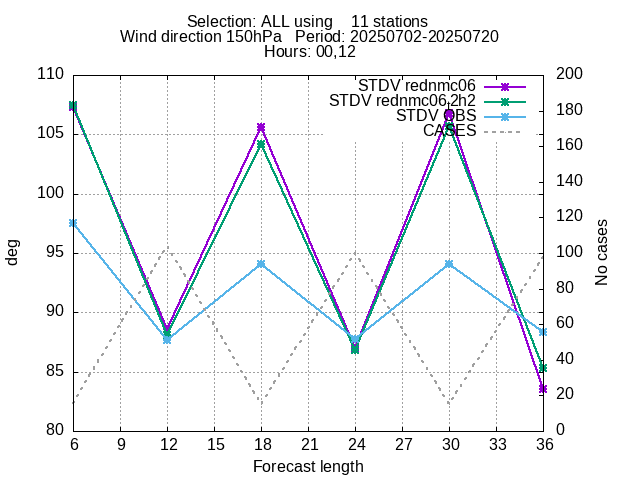 Selection: ALL using    11 stations
Wind direction 150hPa   Period: 20250702-20250720
Hours: 00,12
110
105
100
95
90
85
80
deg
200
180
160
140
120
100
80
60
40
20
0
No cases
STDV rednmc06
STDV rednmc06.2h2
STDV OBS
CASES
6 9 12 15 18 21 24 27 30 33 36
Forecast length